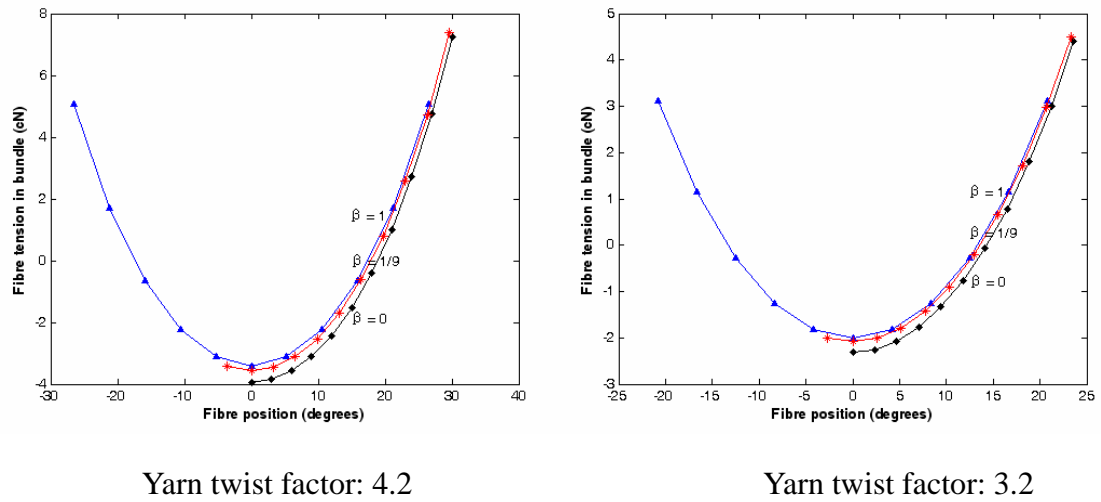 8
6
4
2
0
-2
-4
Fibre tension in bundle (cN)
β = 1
β = 1/9
β = 0
-30 -20 -10 0 10 20 30 40
Fibre position (degrees)
5
4
3
2
1
0
-1
-2
-3
Fibre tension in bundle (cN)
β = 1
β = 1/9
β = 0
-25 -20 -15 -10 -5 0 5 10 15 20 25
Fibre position (degrees)
Yarn twist factor: 4.2
Yarn twist factor: 3.2